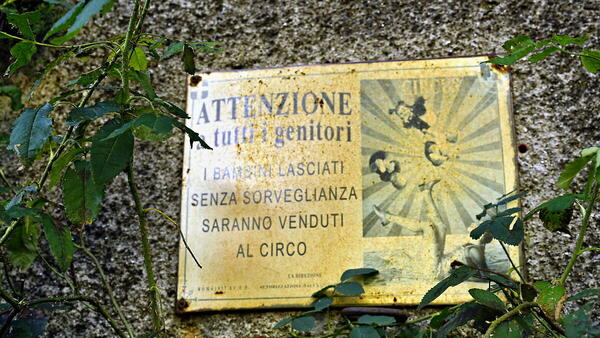 ATTENZIONE
a tutti i genitori
I BAMBINI LASCIATI
SENZA SORVEGLIANZA
SARANNO VENDUTI
AL CIRCO
LA DIREZIONE